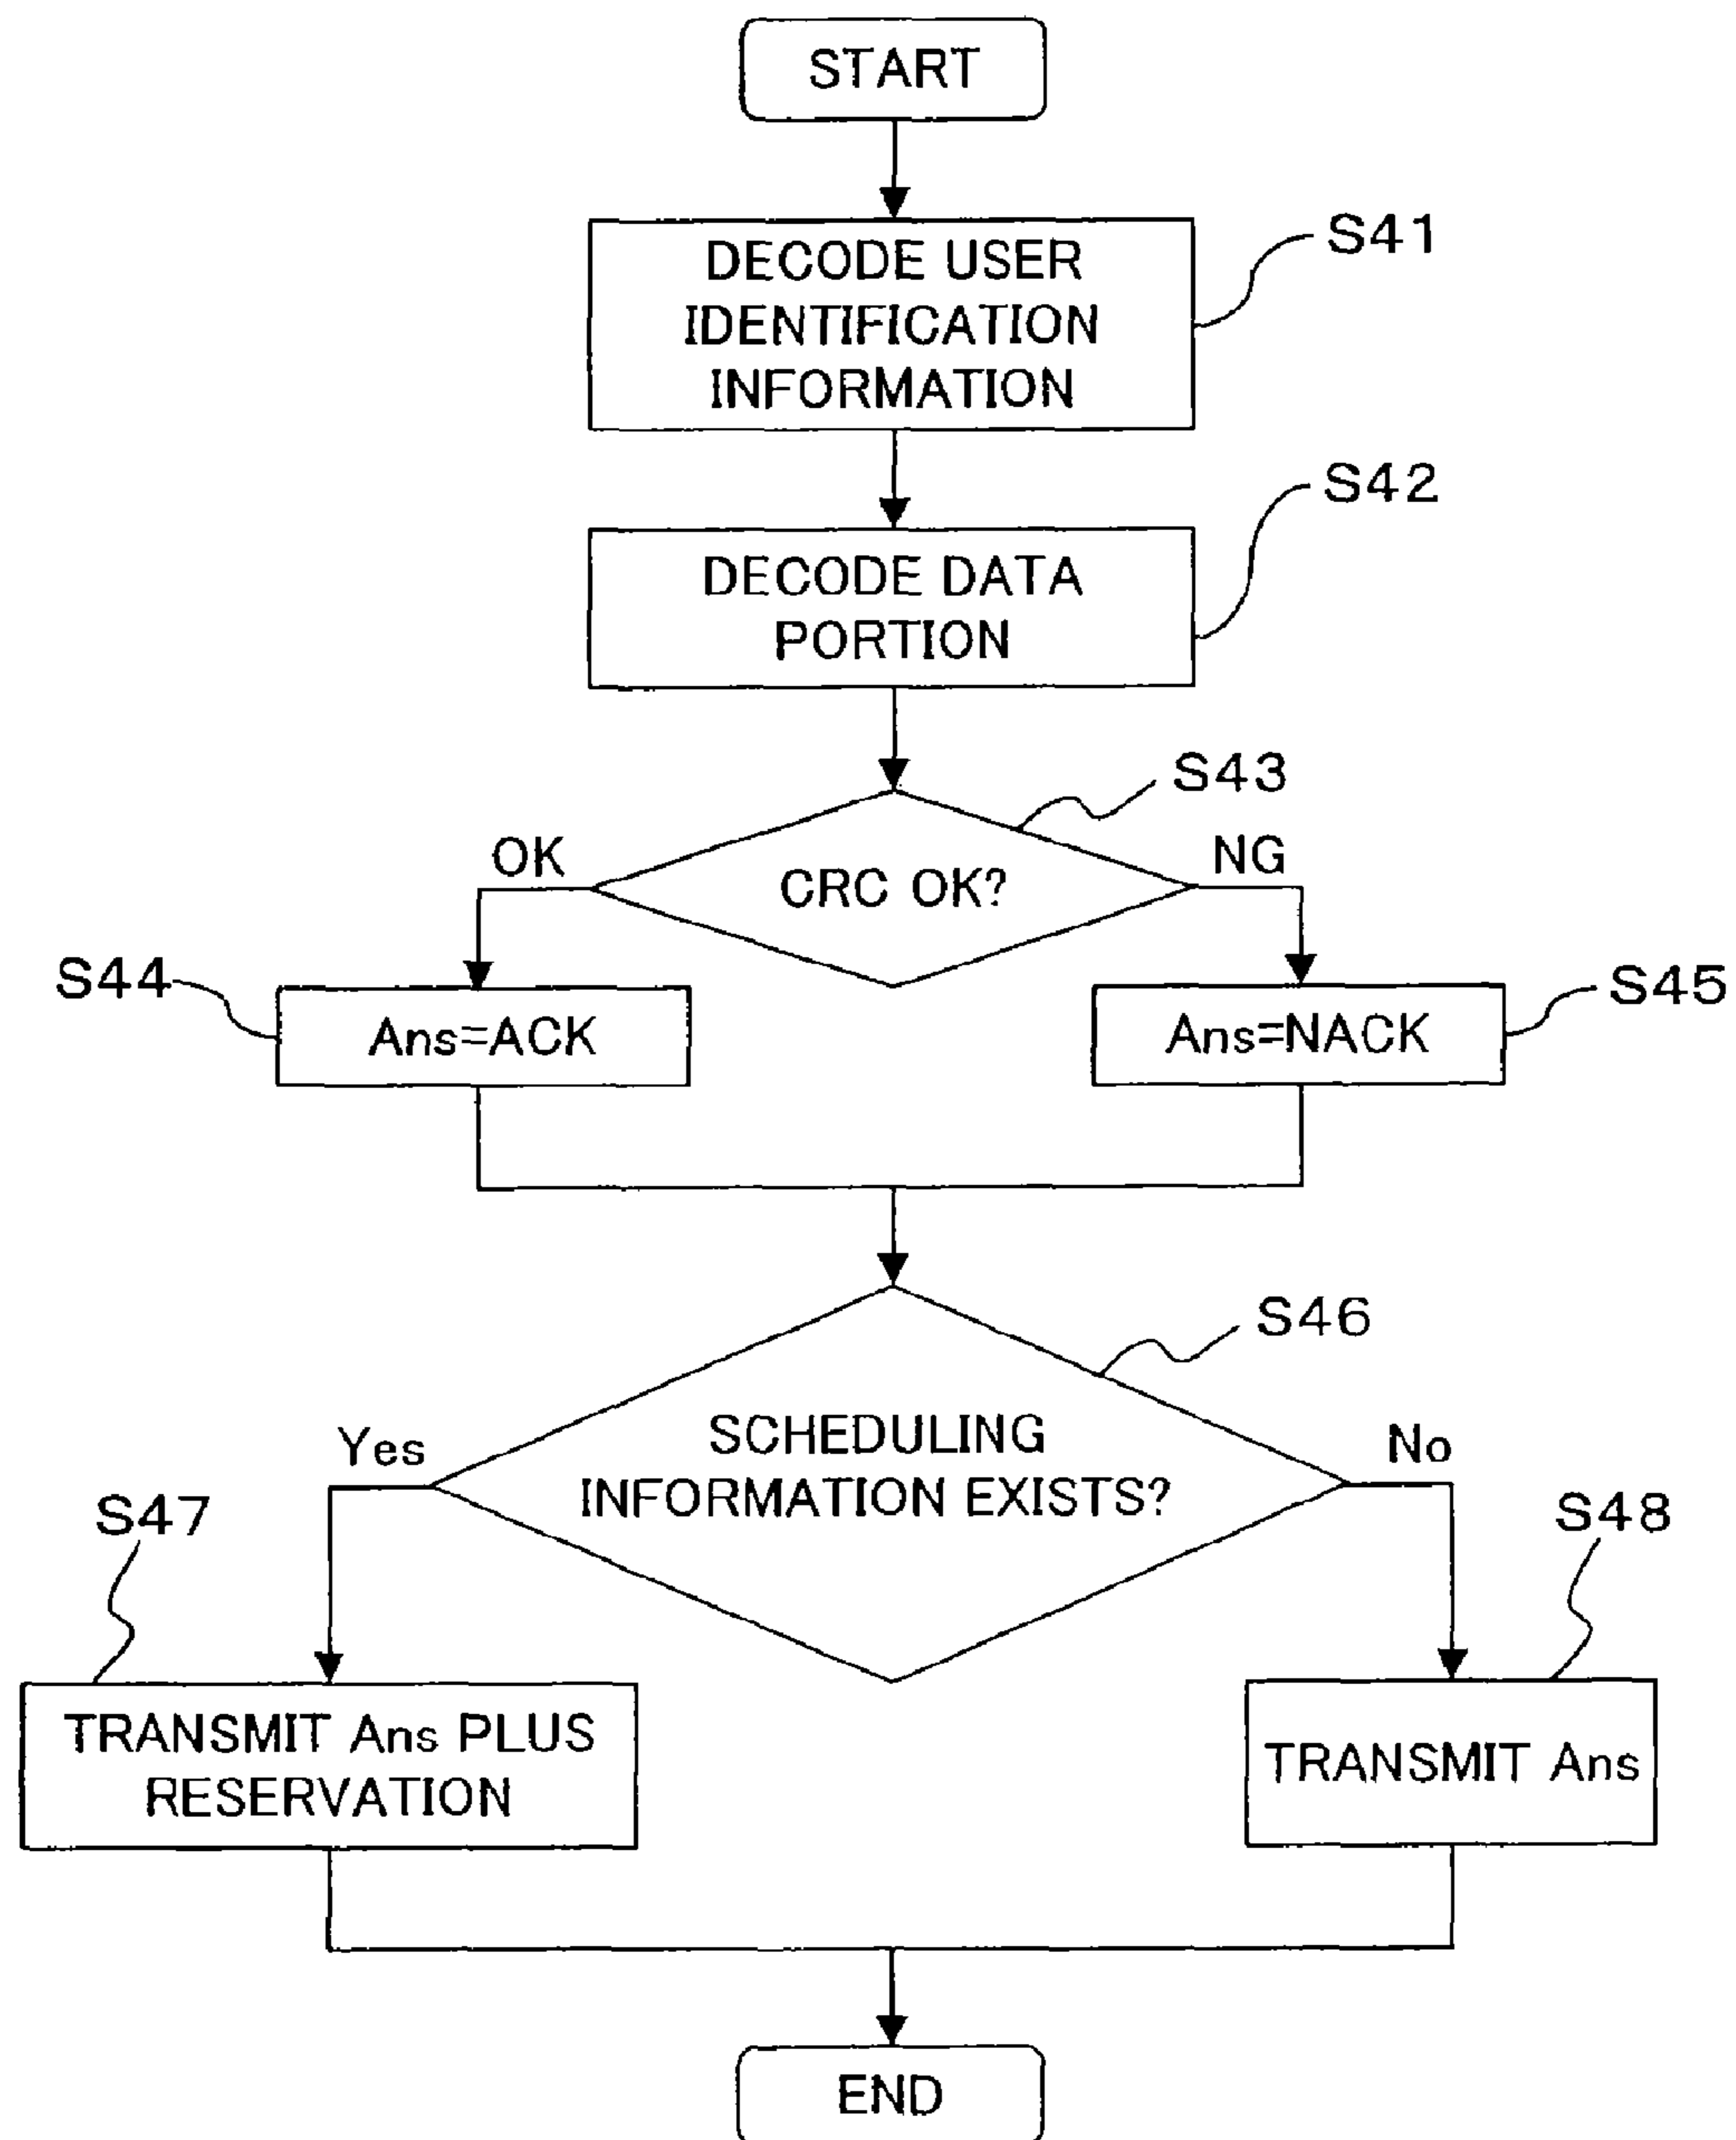 START
DECODE USER
IDENTIFICATION
INFORMATION
S41
DECODE DATA
PORTION
S42
CRC OK?
S43
OK
NG
Ans=ACK
S44
Ans=NACK
S45
SCHEDULING
INFORMATION EXISTS?
S46
Yes
No
S47
TRANSMIT Ans PLUS
RESERVATION
S48
TRANSMIT Ans
END